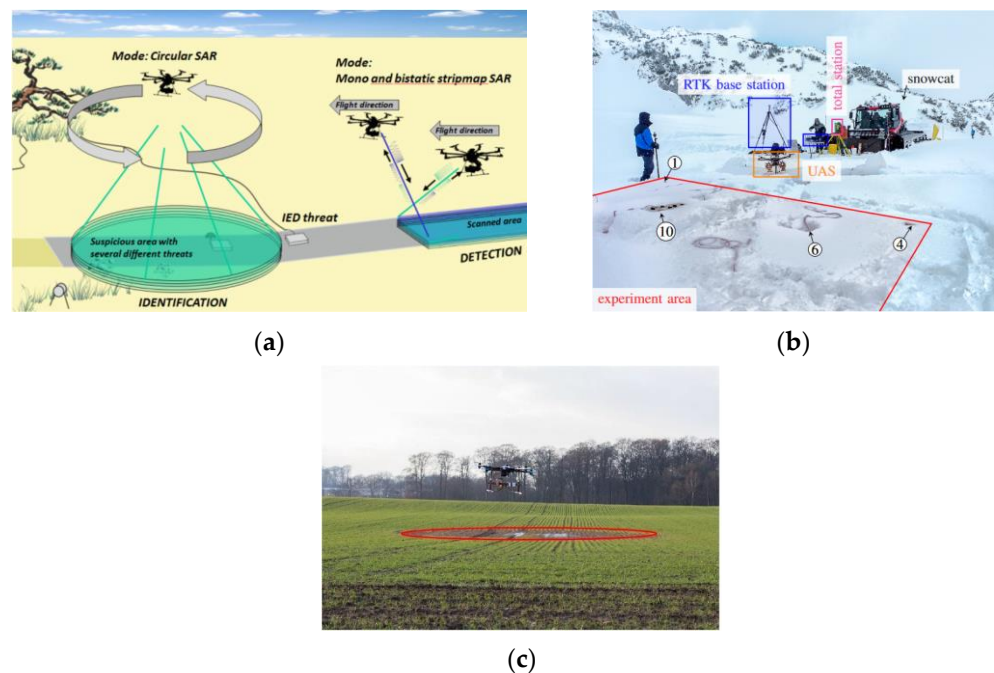 Mode: Circular SAR
Mode:
Mono and bistatic stripmap SAR
Flight direction
Flight direction
IED threat
Scanned area
Suspicious area with
several different threats
DETECTION
IDENTIFICATION
(a)
RTK base station
total station
snowcat
UAS
1
10
6
4
experiment area
(b)
(c)